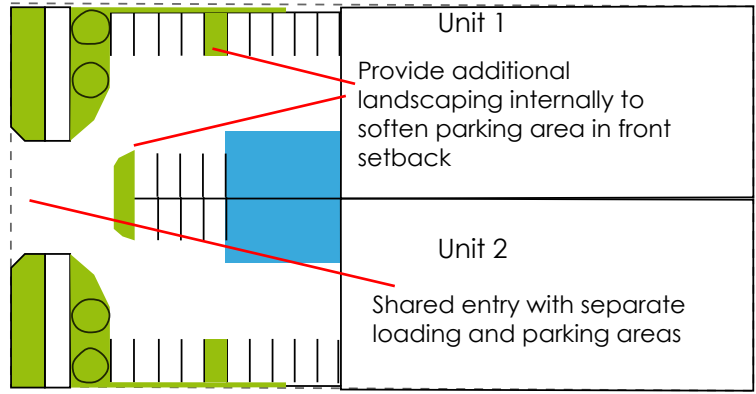 Unit 1
Provide additional
landscaping internally to
soften parking area in front
setback
Unit 2
Shared entry with separate
loading and parking areas